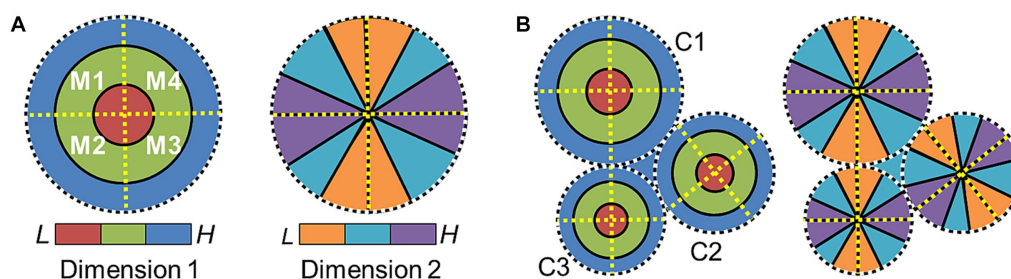 A
B
M1 M4
M2 M3
C1
C2
C3
L H
Dimension 1
L H
Dimension 2